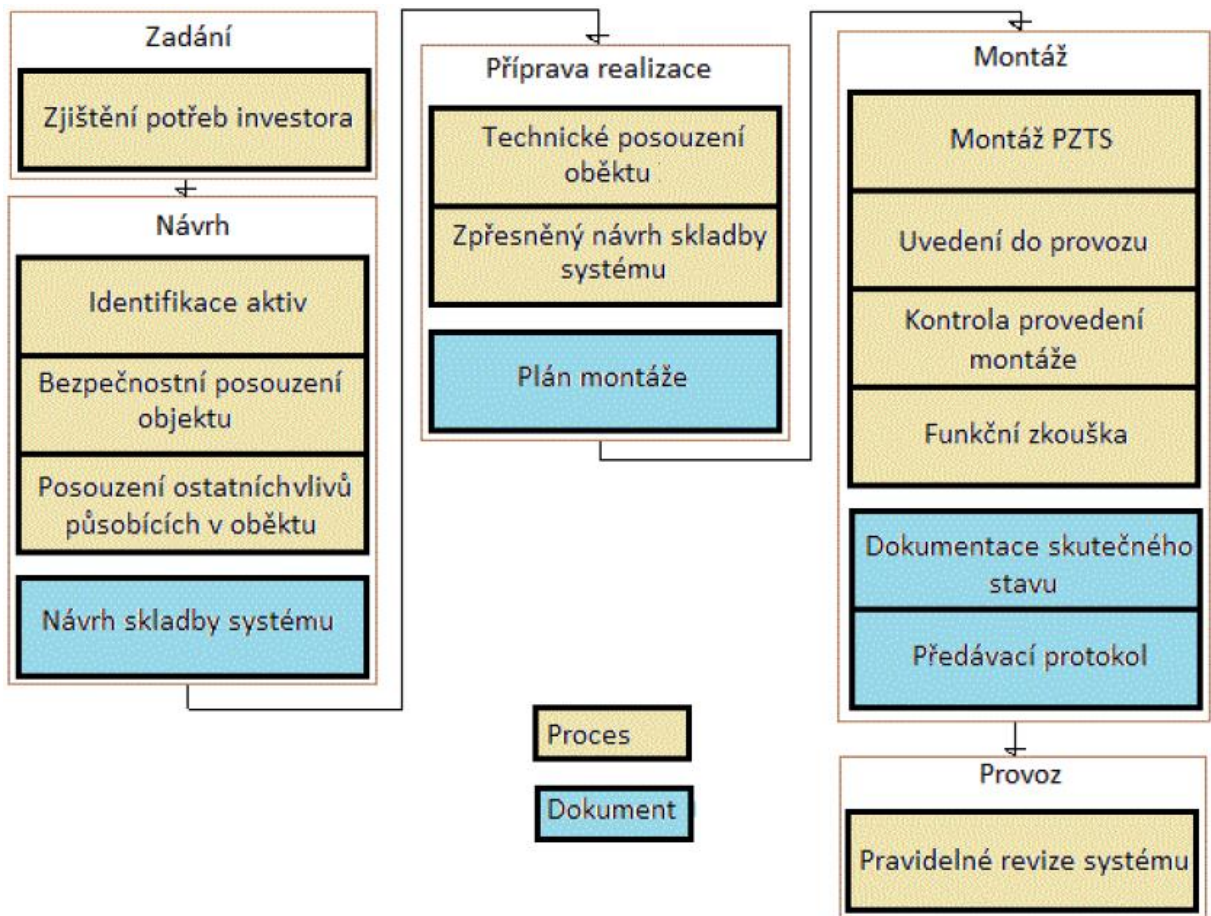 Zadání
Zjištění potřeb investora
Návrh
Identifikace aktiv
Bezpečnostní posouzení
objektu
Posouzení ostatníchvlivů
působících v oběktu
Návrh skladby systému
Příprava realizace
Technické posouzení
oběktu
Zpřesněný návrh skladby
systému
Plán montáže
Montáž
Montáž PZTS
Uvedení do provozu
Kontrola provedení
montáže
Funkční zkouška
Dokumentace skutečného
stavu
Předávací protokol
Provoz
Pravidelné revize systému
Proces
Dokument